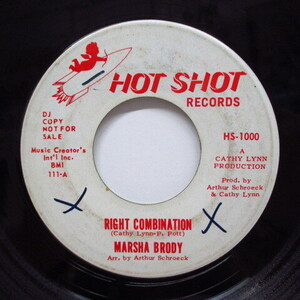 HOT SHOT
RECORDS
DJ
COPY
NOT FOR
SALE
Music Creator's
Int'l Inc.
BMI
111-A
HS-1000
A
CATHY LYNN
PRODUCTION
Prod. by
Arthur Schroeck
& Cathy Lynn
RIGHT COMBINATION
(Cathy Lynn-P. Pitt)
MARSHA BRODY
Arr. by Arthur Schroeck